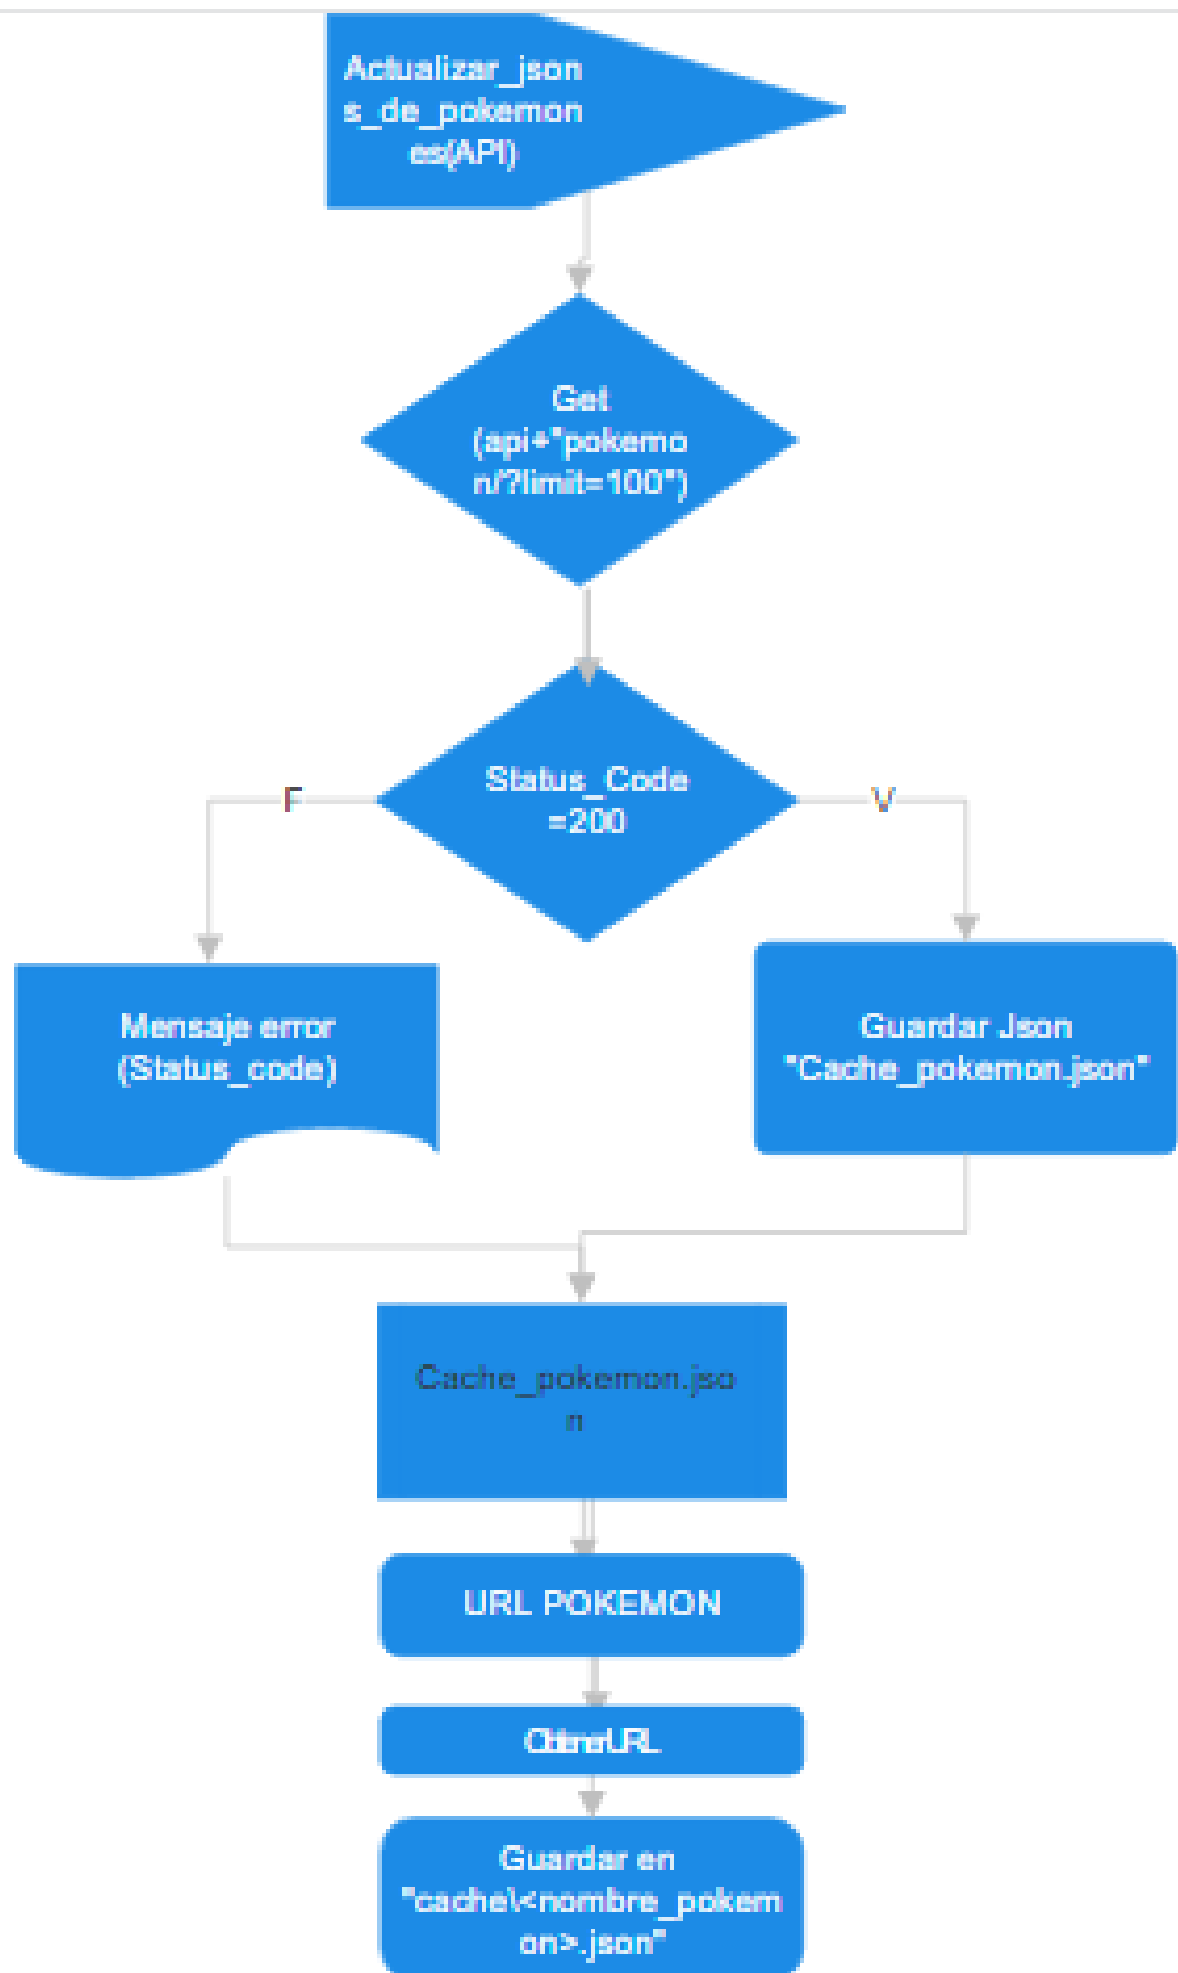 Actualizar_json
s_de_pokemon
es(API)
Get
(api+"pokemo
n/?limit=100")
Status_Code
=200
F
V
Mensaje error
(Status_code)
Guardar Json
"Cache_pokemon.json"
Cache_pokemon.jso
n
URL POKEMON
ObtenerURL
Guardar en
"cache\<nombre_pokem
on>.json"